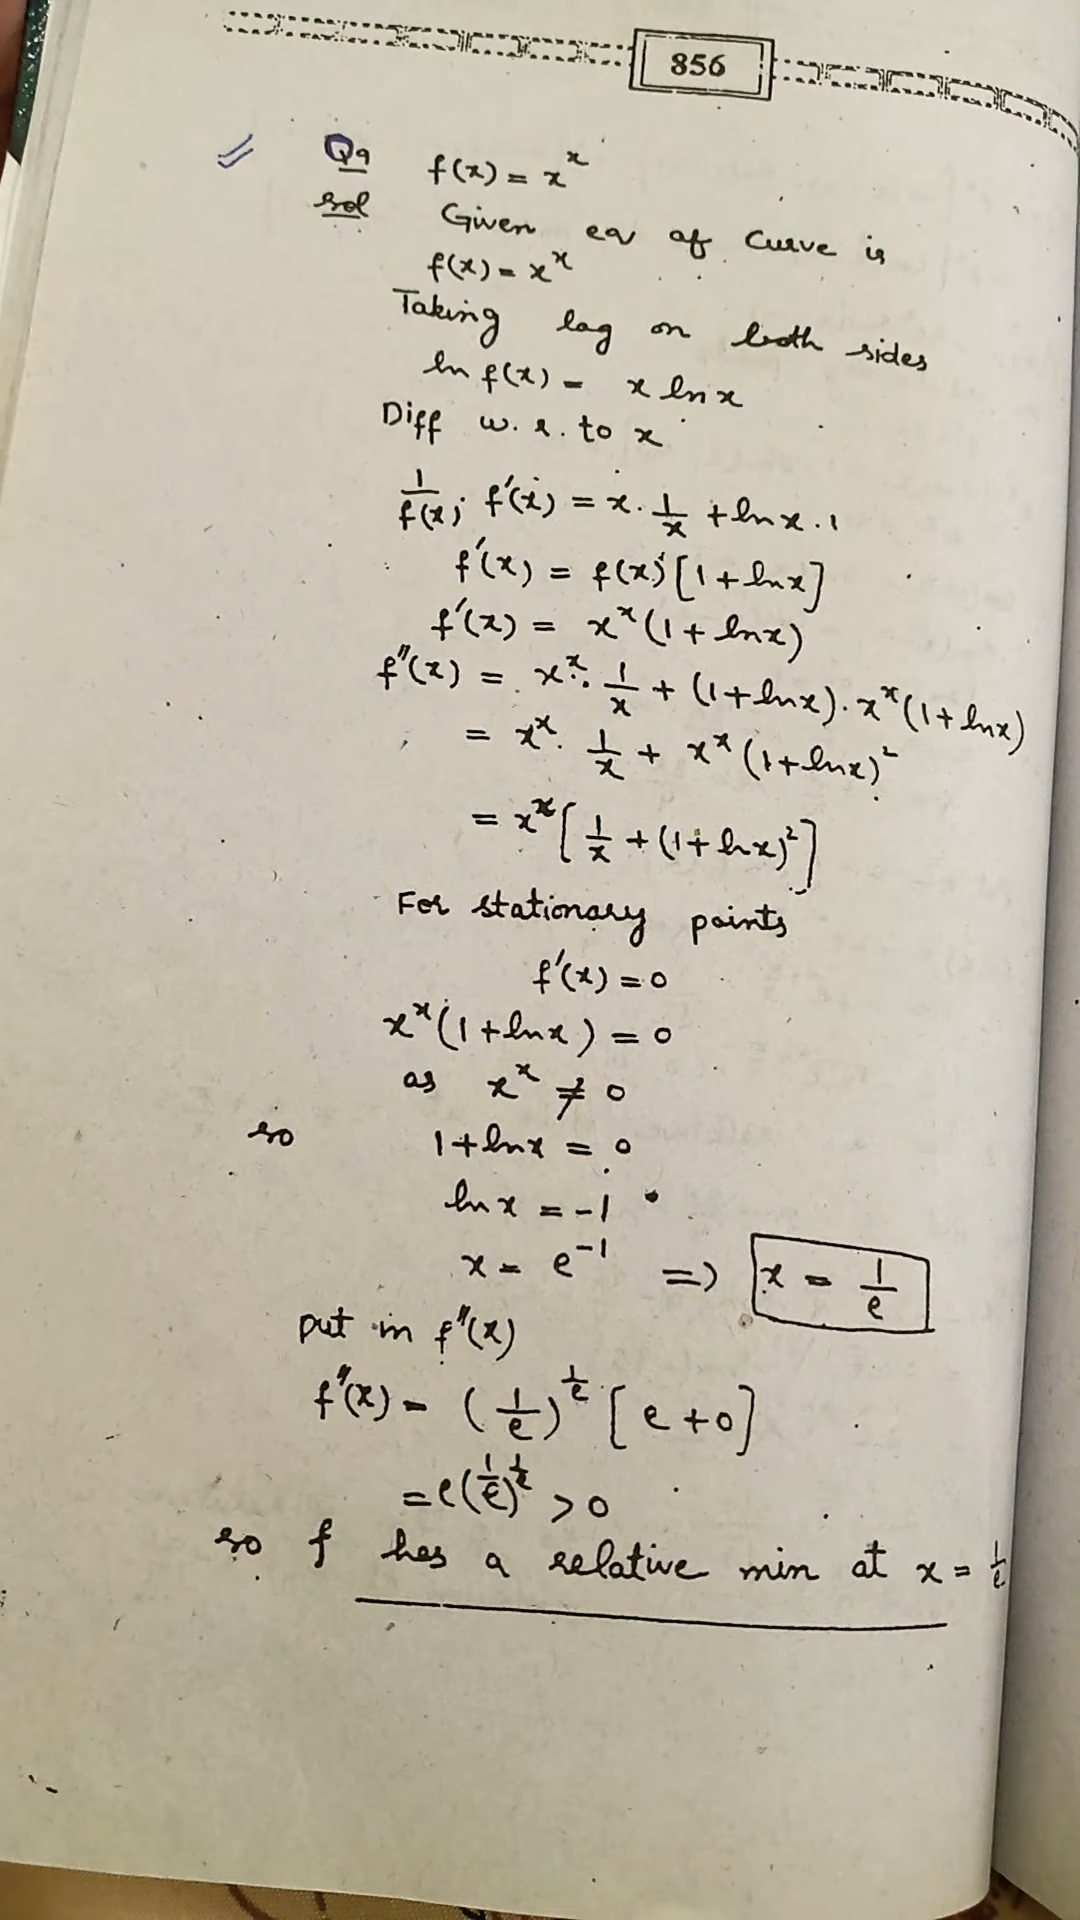 856
Q9 f(x) = x^x
Sol Given eq of curve is
f(x) = x^x
Taking log on both sides
ln f(x) = x ln x
Diff w.r. to x
1/f(x) · f'(x) = x · 1/x + ln x · 1
f'(x) = f(x) [1 + ln x]
f'(x) = x^x (1 + ln x)
f''(x) = x^x · 1/x + (1 + ln x) · x^x (1 + ln x)
= x^x · 1/x + x^x (1 + ln x)^2
= x^x [1/x + (1 + ln x)^2]
For stationary points
f'(x) = 0
x^x (1 + ln x) = 0
as x^x ≠ 0
so 1 + ln x = 0
ln x = -1
x = e^-1 => x = 1/e
put in f''(x)
f''(x) = (1/e)^(1/e) [e + 0]
= e(1/e)^(1/e) > 0
so f has a relative min at x = 1/e